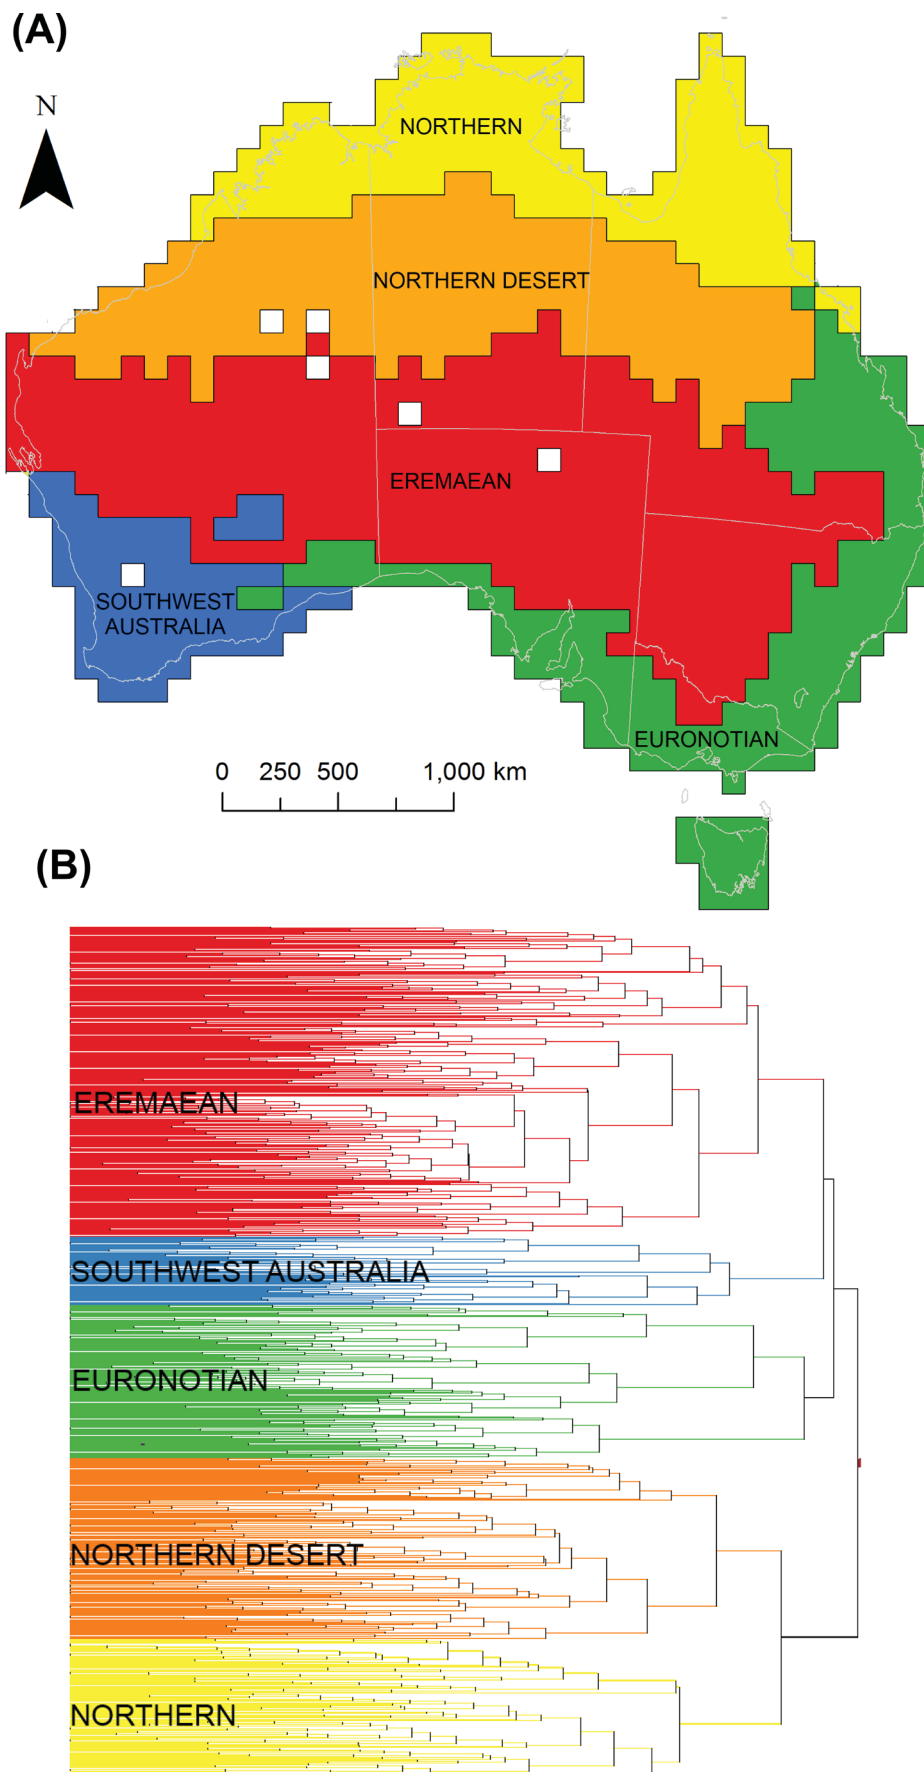 (A)
N
NORTHERN
NORTHERN DESERT
EREMAEAN
SOUTHWEST
AUSTRALIA
EURONOTIAN
0 250 500 1,000 km
(B)
EREMAEAN
SOUTHWEST AUSTRALIA
EURONOTIAN
NORTHERN DESERT
NORTHERN